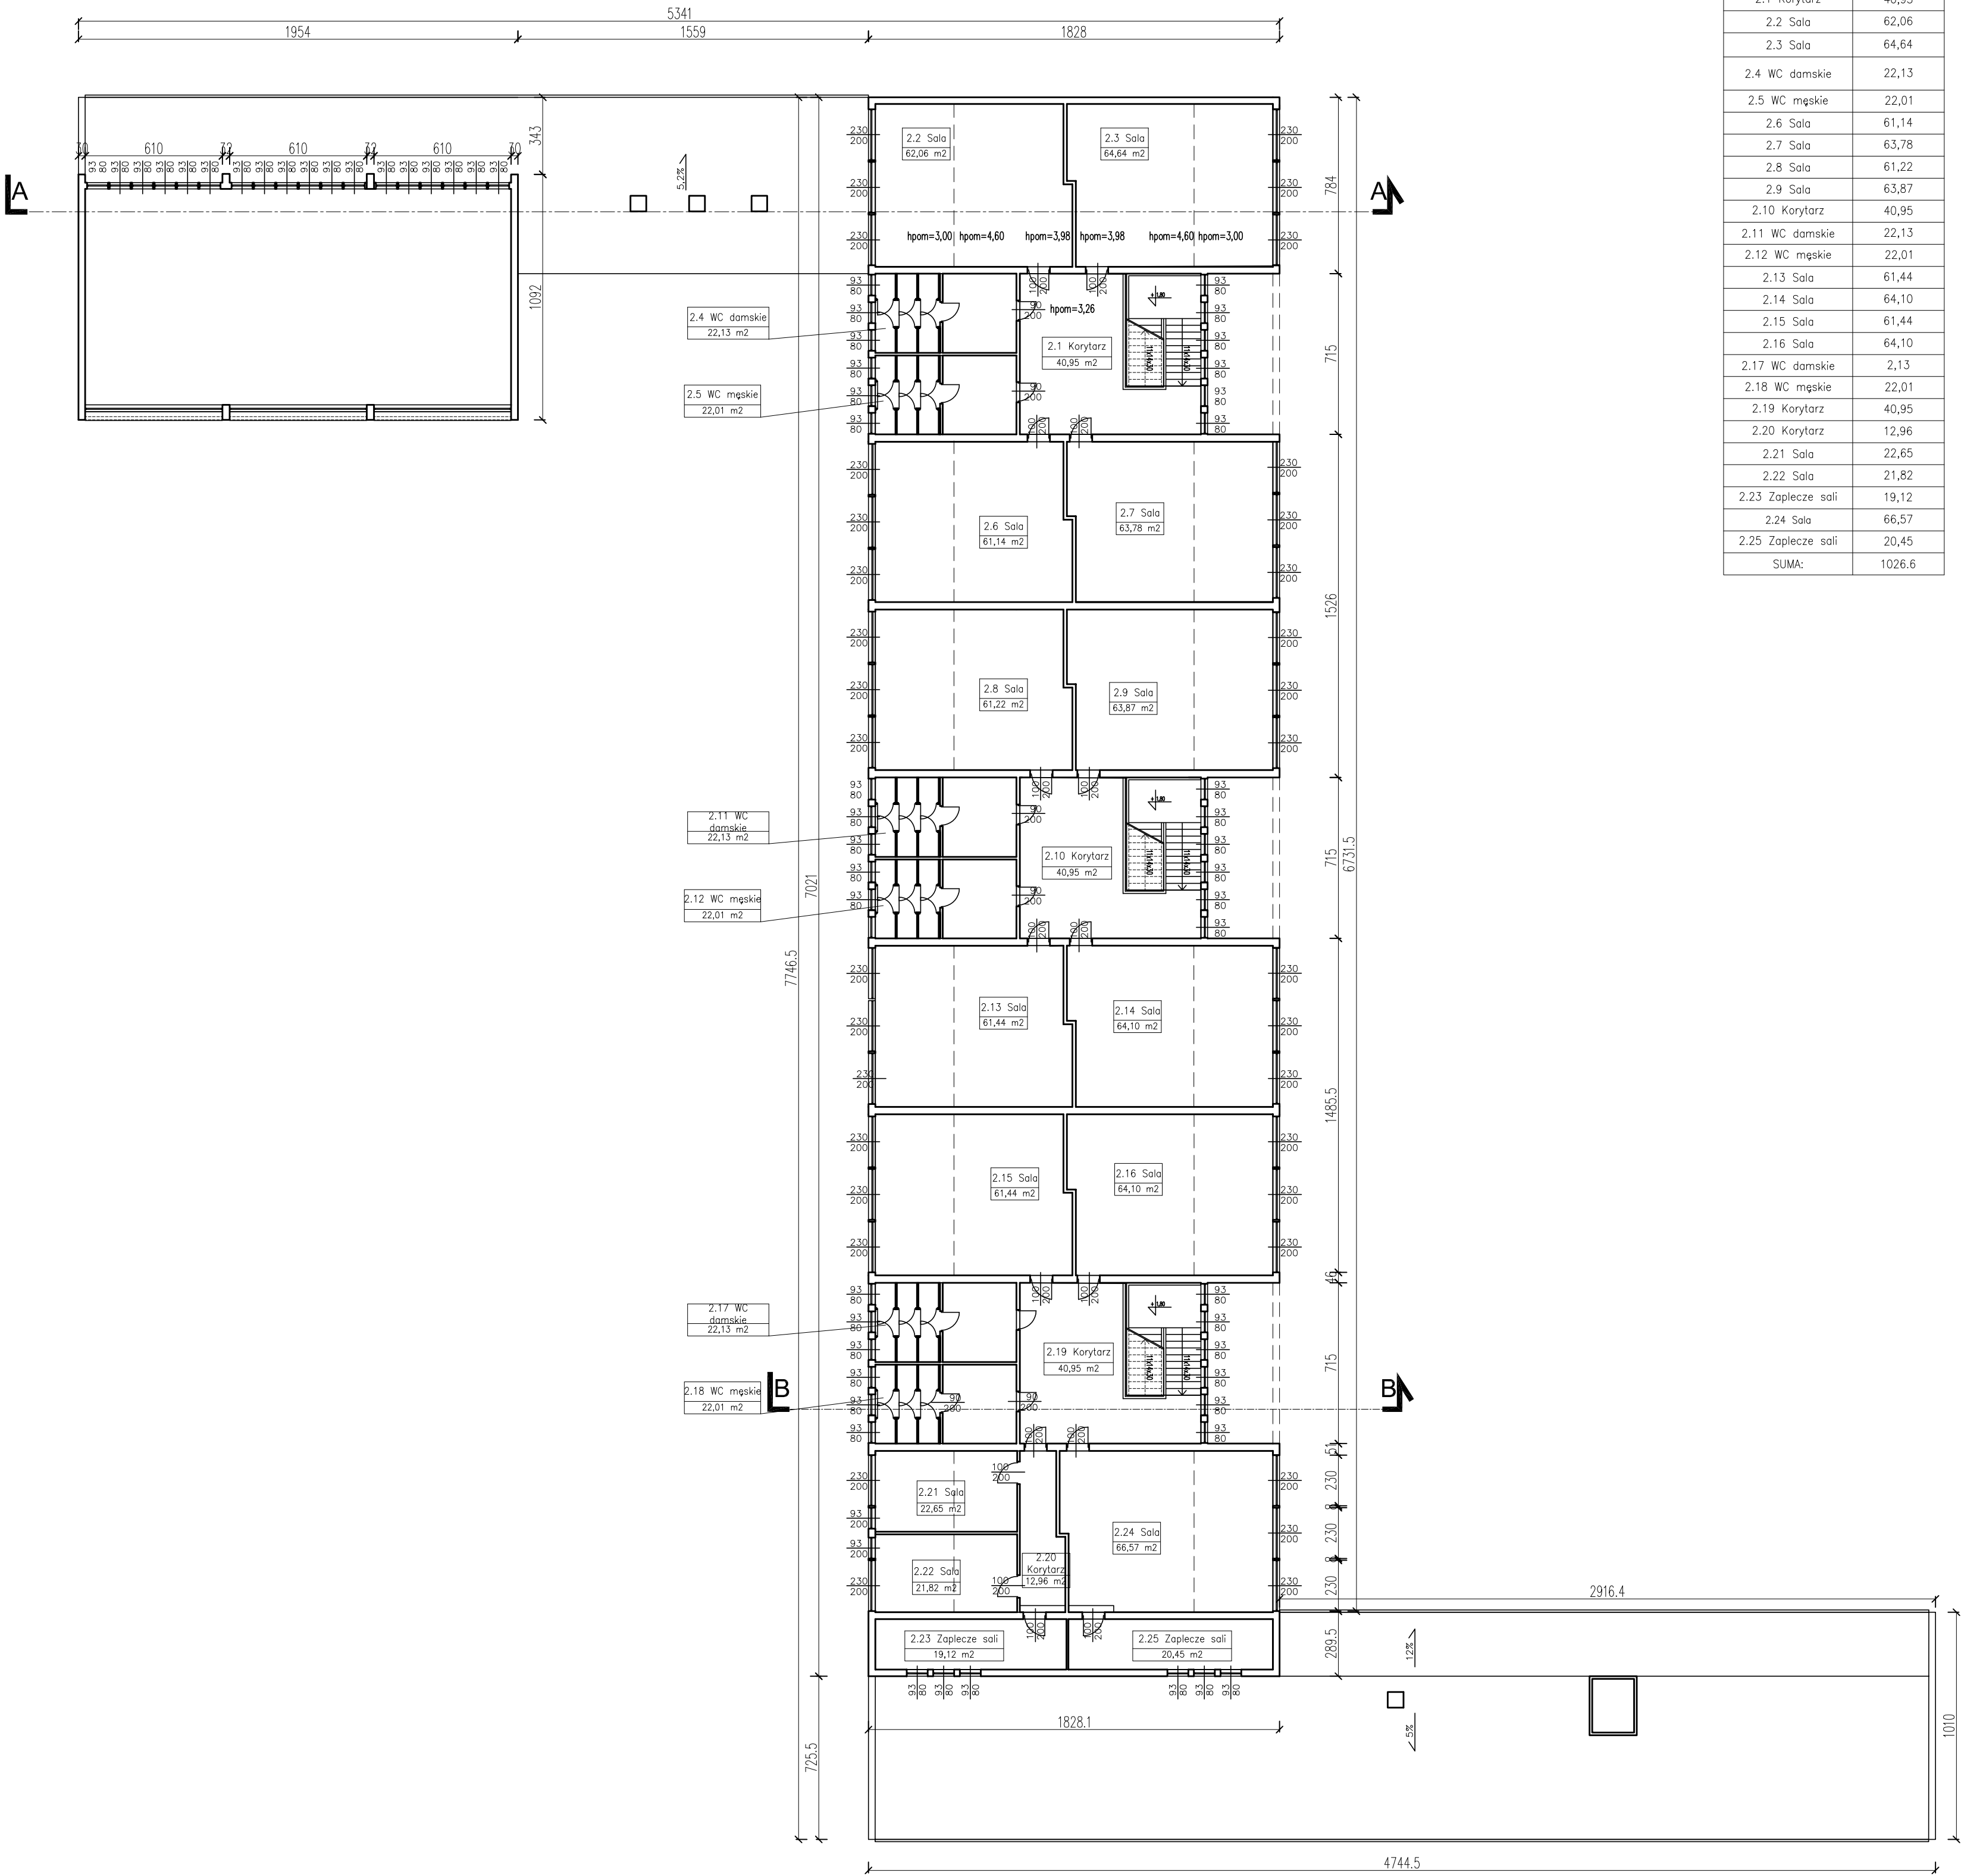 5341
1954 1559 1828
2.2 Sala 62,06
2.3 Sala 64,64
2.4 WC damskie 22,13
2.5 WC męskie 22,01
2.6 Sala 61,14
2.7 Sala 63,78
2.8 Sala 61,22
2.9 Sala 63,87
2.10 Korytarz 40,95
2.11 WC damskie 22,13
2.12 WC męskie 22,01
2.13 Sala 61,44
2.14 Sala 64,10
2.15 Sala 61,44
2.16 Sala 64,10
2.17 WC damskie 2,13
2.18 WC męskie 22,01
2.19 Korytarz 40,95
2.20 Korytarz 12,96
2.21 Sala 22,65
2.22 Sala 21,82
2.23 Zaplecze sali 19,12
2.24 Sala 66,57
2.25 Zaplecze sali 20,45
SUMA: 1026.6
610 610 610
343
1092
A A
5,2%
2.2 Sala
62,06 m2
2.3 Sala
64,64 m2
230
200
784
hpom=3,00 hpom=4,60 hpom=3,98 hpom=3,98 hpom=4,60 hpom=3,00
hpom=3,26
2.4 WC damskie
22,13 m2
2.1 Korytarz
40,95 m2
2.5 WC męskie
22,01 m2
93
80
715
100
200
90
200
2.6 Sala
61,14 m2
2.7 Sala
63,78 m2
1526
2.8 Sala
61,22 m2
2.9 Sala
63,87 m2
2.11 WC
damskie
22,13 m2
2.10 Korytarz
40,95 m2
2.12 WC męskie
22,01 m2
715
6731.5
7021
7746.5
2.13 Sala
61,44 m2
2.14 Sala
64,10 m2
1485.5
2.15 Sala
61,44 m2
2.16 Sala
64,10 m2
46
2.17 WC
damskie
22,13 m2
2.19 Korytarz
40,95 m2
2.18 WC męskie
22,01 m2
715
B B
51
230
8
230
8
230
2.21 Sala
22,65 m2
2.24 Sala
66,57 m2
2.22 Sala
21,82 m2
2.20
Korytarz
12,96 m2
2916.4
2.23 Zaplecze sali
19,12 m2
2.25 Zaplecze sali
20,45 m2
289.5
12%
5%
1828.1
725.5
1010
4744.5